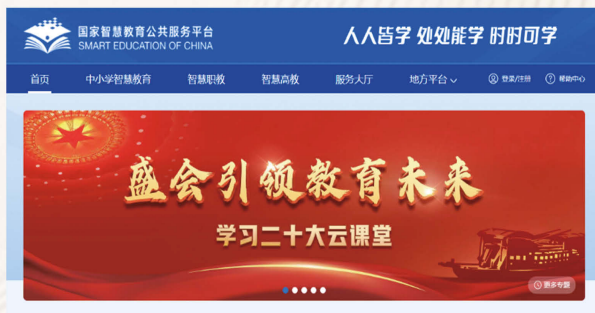 国家智慧教育公共服务平台
SMART EDUCATION OF CHINA
人人皆学 处处能学 时时可学
首页 中小学智慧教育 智慧职教 智慧高教 服务大厅 地方平台 登录/注册 帮助中心
盛会引领教育未来
学习二十大云课堂
更多专题